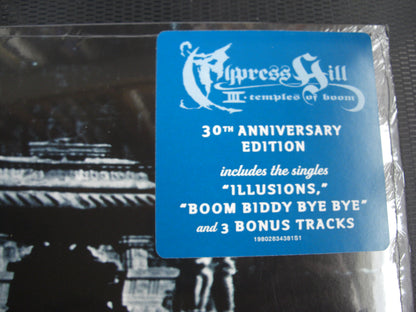 Cypress Hill
III temples of boom
30TH ANNIVERSARY
EDITION
includes the singles
"ILLUSIONS,"
"BOOM BIDDY BYE BYE"
and 3 BONUS TRACKS
19802834381S1